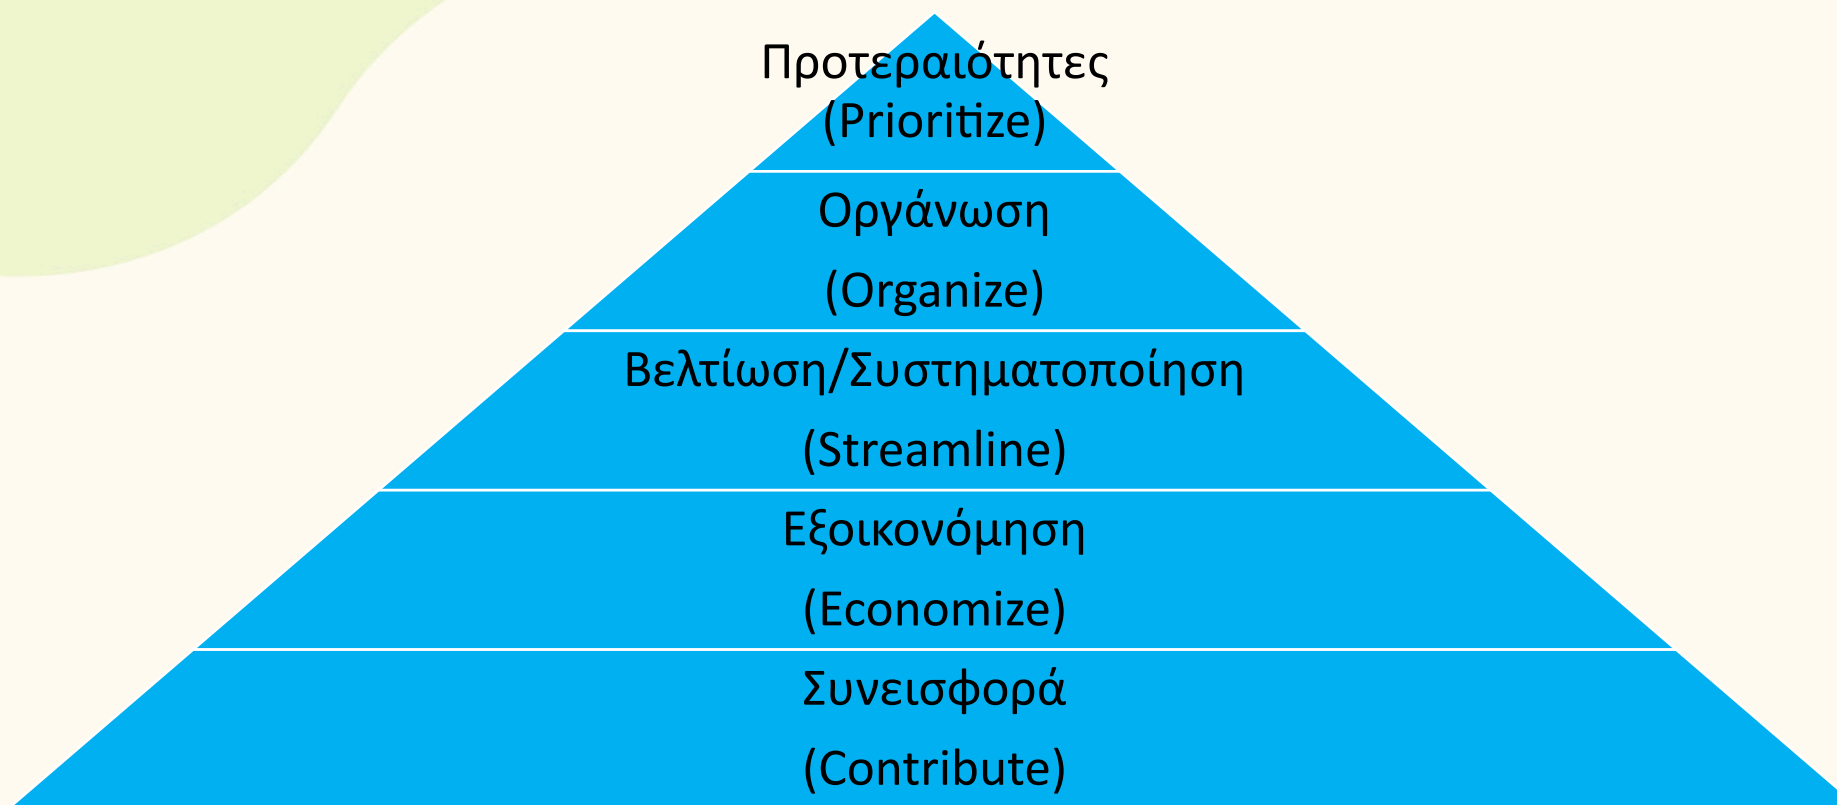 Προτεραιότητες
(Prioritize)
Οργάνωση
(Organize)
Βελτίωση/Συστηματοποίηση
(Streamline)
Εξοικονόμηση
(Economize)
Συνεισφορά
(Contribute)